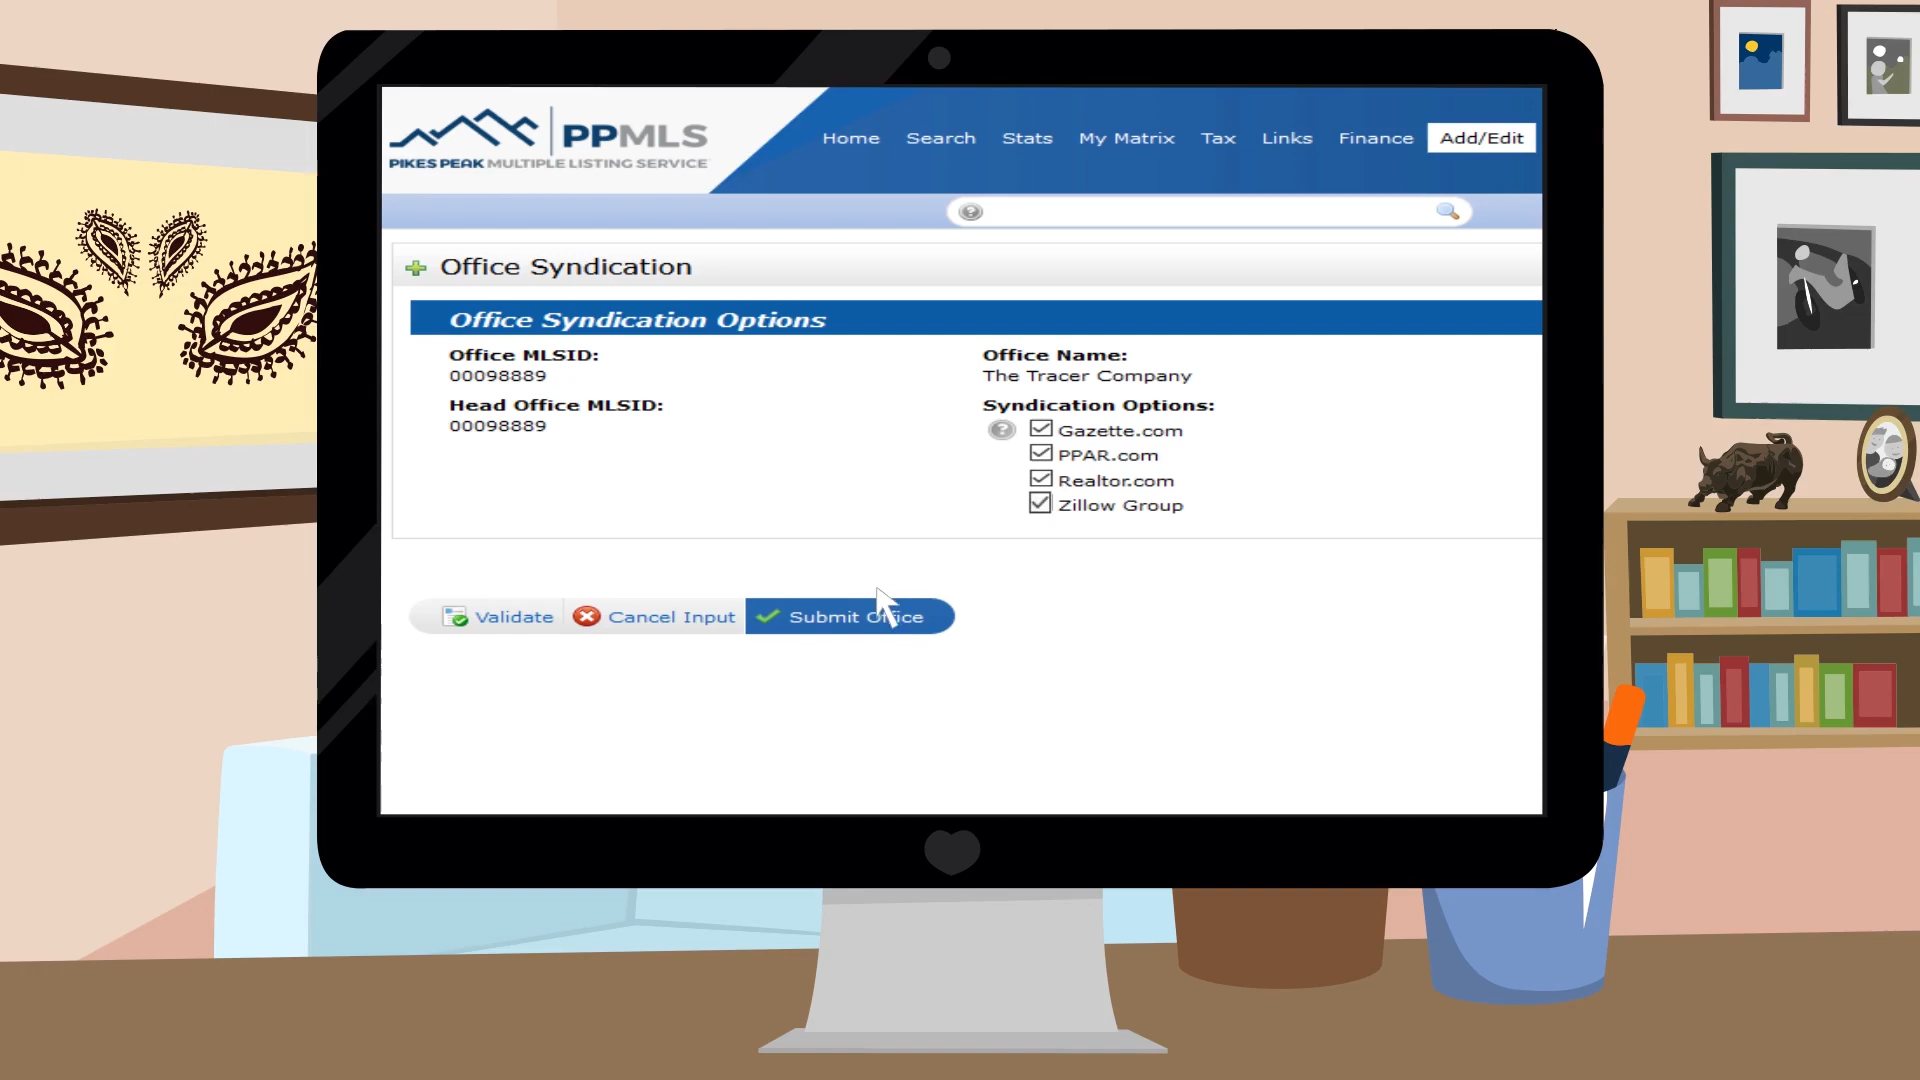 PPMLS
PIKES PEAK MULTIPLE LISTING SERVICE
Home Search Stats My Matrix Tax Links Finance Add/Edit
Office Syndication
Office Syndication Options
Office MLSID:
00098889
Office Name:
The Tracer Company
Head Office MLSID:
00098889
Syndication Options:
Gazette.com
PPAR.com
Realtor.com
Zillow Group
Validate Cancel Input Submit Office